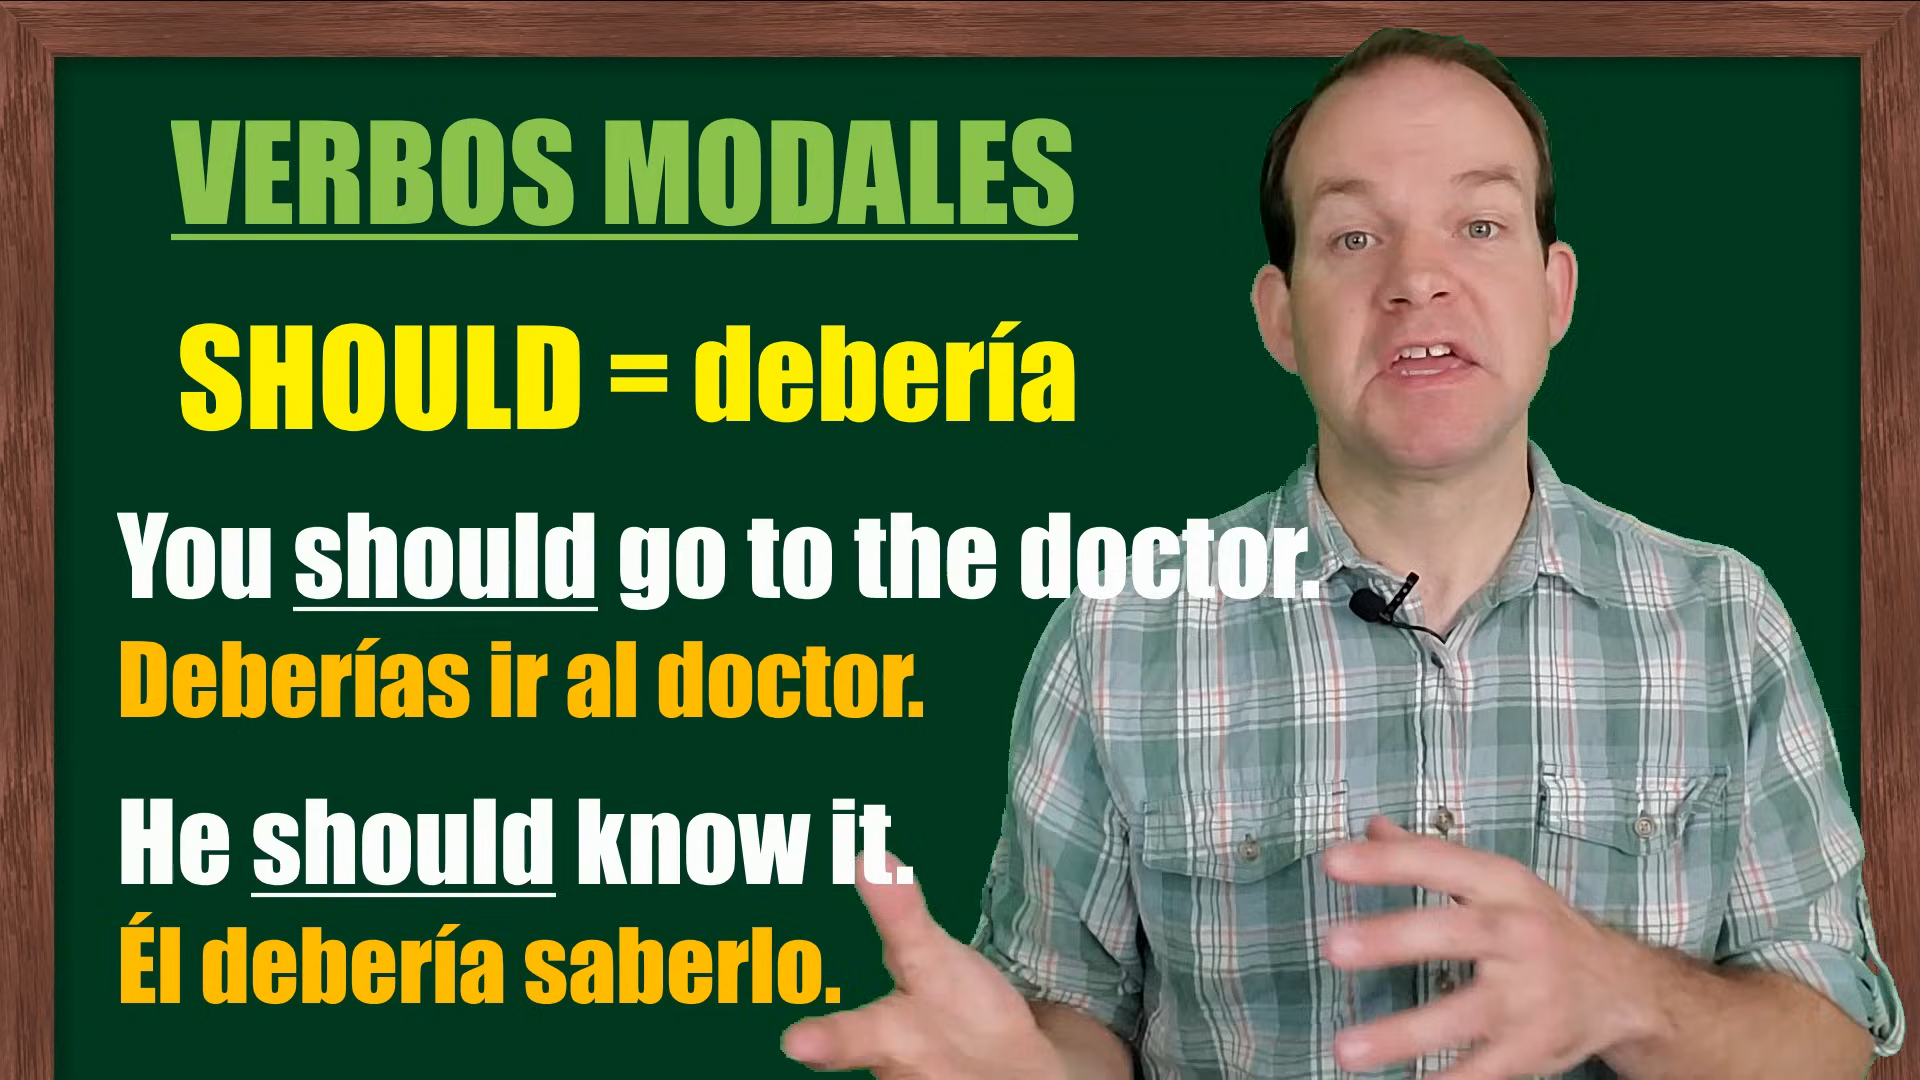 VERBOS MODALES
SHOULD = debería
You should go to the doctor.
Deberías ir al doctor.
He should know it.
Él debería saberlo.